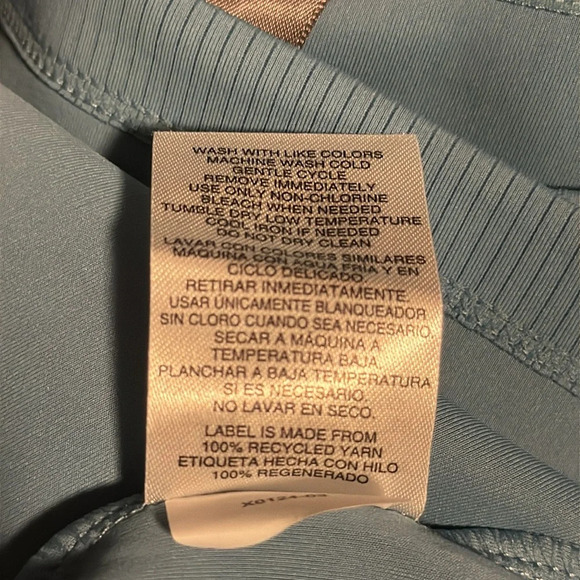 WASH WITH LIKE COLORS
MACHINE WASH COLD
GENTLE CYCLE
REMOVE IMMEDIATELY
USE ONLY NON-CHLORINE
BLEACH WHEN NEEDED
TUMBLE DRY LOW TEMPERATURE
COOL IRON IF NEEDED
DO NOT DRY CLEAN
LAVAR CON COLORES SIMILARES
MÁQUINA CON AGUA FRIA Y EN
CICLO DELICADO
RETIRAR INMEDIATAMENTE.
USAR ÚNICAMENTE BLANQUEADOR
SIN CLORO CUANDO SEA NECESARIO.
SECAR A MÁQUINA A
TEMPERATURA BAJA
PLANCHAR A BAJA TEMPERATURA
SI ES NECESARIO.
NO LAVAR EN SECO.
LABEL IS MADE FROM
100% RECYCLED YARN
ETIQUETA HECHA CON HILO
100% REGENERADO